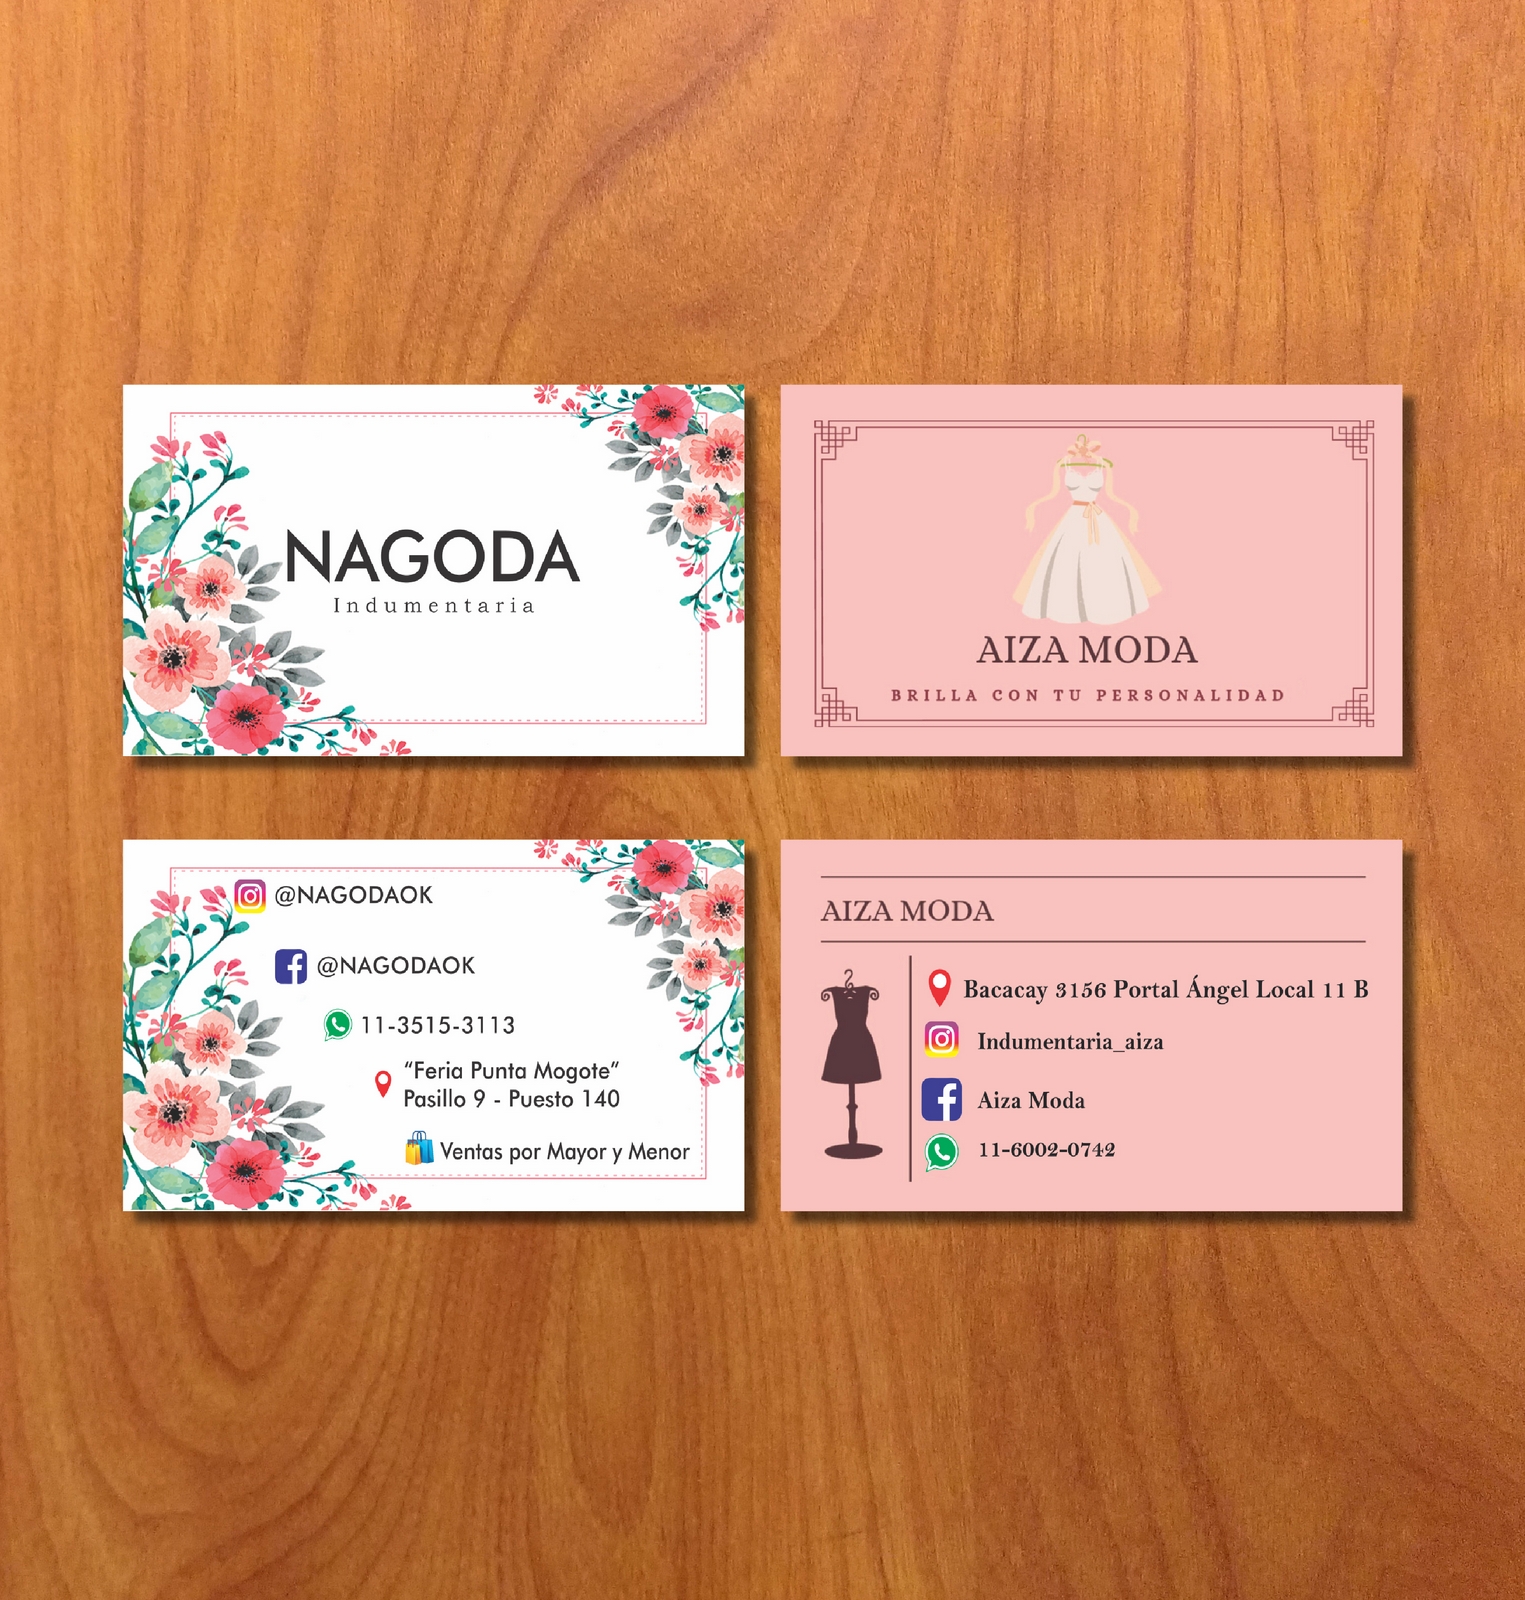 NAGODA
Indumentaria
AIZA MODA
BRILLA CON TU PERSONALIDAD
@NAGODAOK
@NAGODAOK
11-3515-3113
“Feria Punta Mogote”
Pasillo 9 - Puesto 140
Ventas por Mayor y Menor
AIZA MODA
Bacacay 3156 Portal Ángel Local 11 B
Indumentaria_aiza
Aiza Moda
11-6002-0742